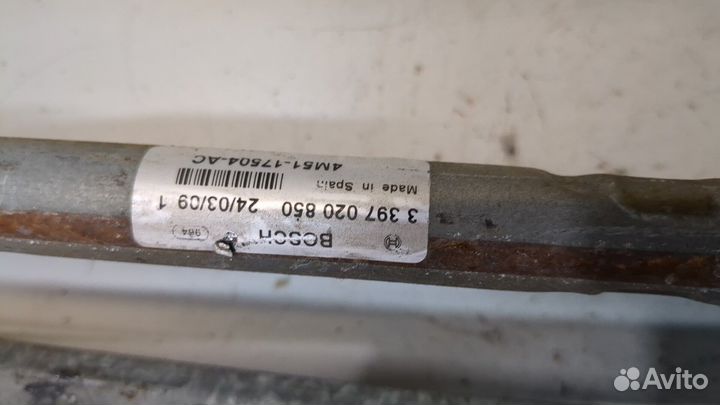 BOSCH 984
3 397 020 850 24/03/09 1
Made in Spain
4M51-17504-AC
Avito